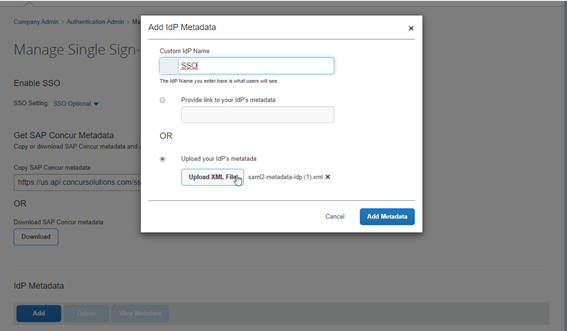 Company Admin > Authentication Admin > Ma
Manage Single Sign-
Enable SSO
SSO Setting SSO Optional
Get SAP Concur Metadata
Copy or download SAP Concur metadata and
Copy SAP Concur metadata
https://us.api.concursolutions.com/ss
OR
Download SAP Concur metadata
Download
IdP Metadata
Add Delete View Metadata
Add IdP Metadata ×
Custom IdP Name
SSO
The IdP Name you enter here is what users will see
Provide link to your IdP's metadata
OR
Upload your IdP's metatada
Upload XML File saml2-metadata-idp (1).xml ×
Cancel Add Metadata